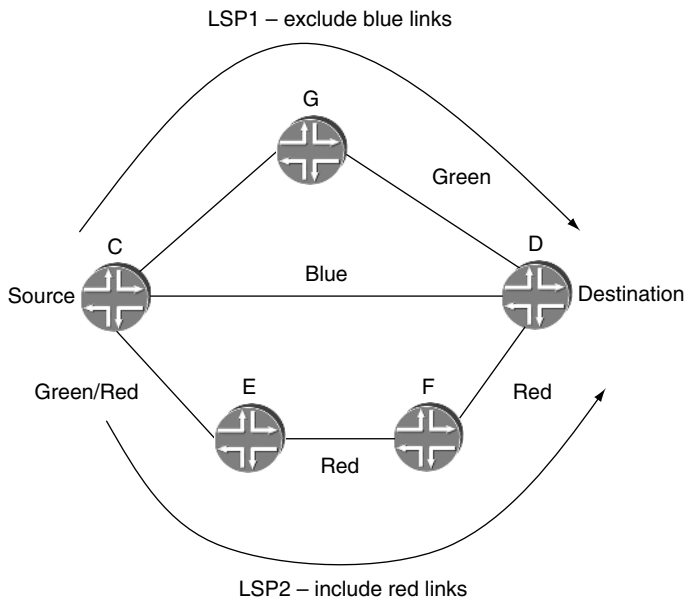 LSP1 – exclude blue links
G
Green
C
D
Blue
Source
Destination
Green/Red
E
F
Red
Red
LSP2 – include red links